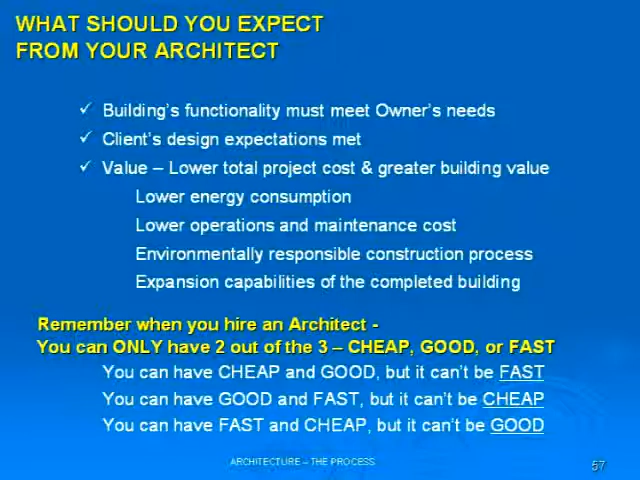 WHAT SHOULD YOU EXPECT
FROM YOUR ARCHITECT
✓ Building's functionality must meet Owner's needs
✓ Client's design expectations met
✓ Value – Lower total project cost & greater building value
Lower energy consumption
Lower operations and maintenance cost
Environmentally responsible construction process
Expansion capabilities of the completed building
Remember when you hire an Architect -
You can ONLY have 2 out of the 3 – CHEAP, GOOD, or FAST
You can have CHEAP and GOOD, but it can't be FAST
You can have GOOD and FAST, but it can't be CHEAP
You can have FAST and CHEAP, but it can't be GOOD
ARCHITECTURE – THE PROCESS
57